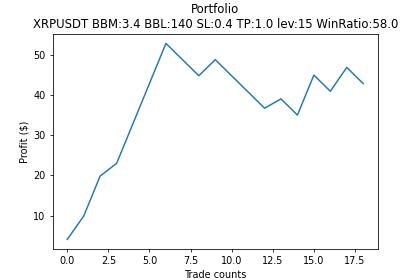 Portfolio
XRPUSDT BBM:3.4 BBL:140 SL:0.4 TP:1.0 lev:15 WinRatio:58.0
50
40
30
20
10
Profit ($)
0.0 2.5 5.0 7.5 10.0 12.5 15.0 17.5
Trade counts